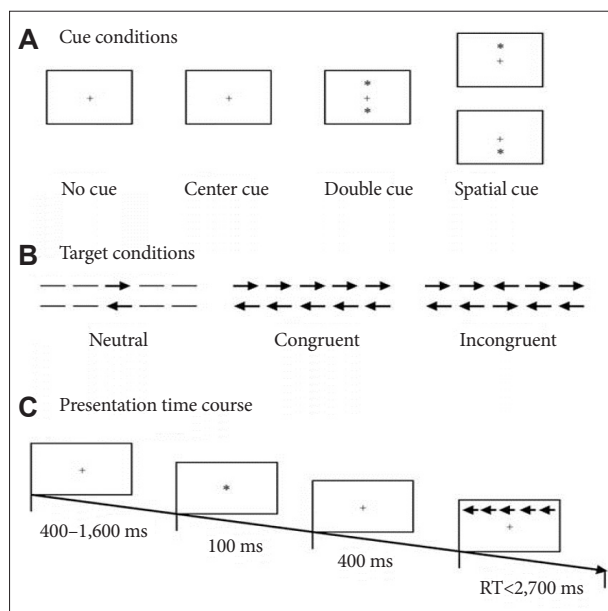 A Cue conditions
No cue
Center cue
Double cue
Spatial cue
B Target conditions
Neutral
Congruent
Incongruent
C Presentation time course
400–1,600 ms
100 ms
400 ms
RT<2,700 ms